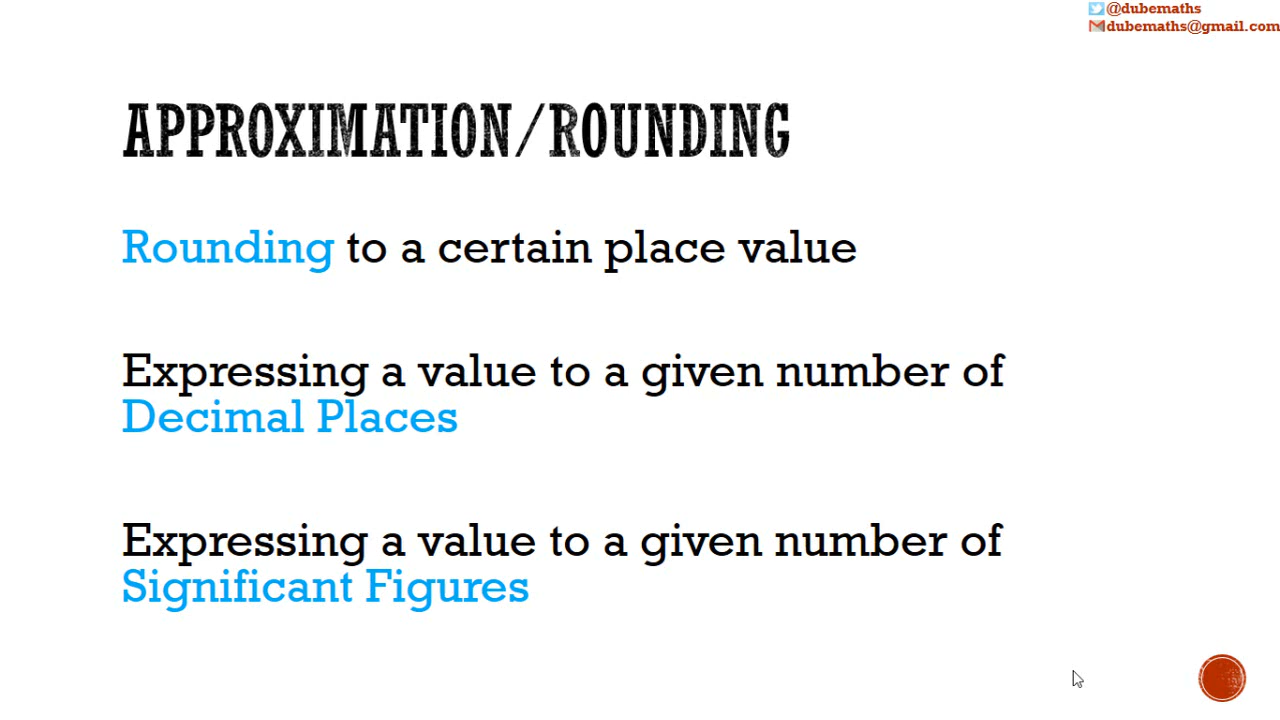 @dubemaths
dubemaths@gmail.com
APPROXIMATION/ROUNDING
Rounding to a certain place value
Expressing a value to a given number of
Decimal Places
Expressing a value to a given number of
Significant Figures